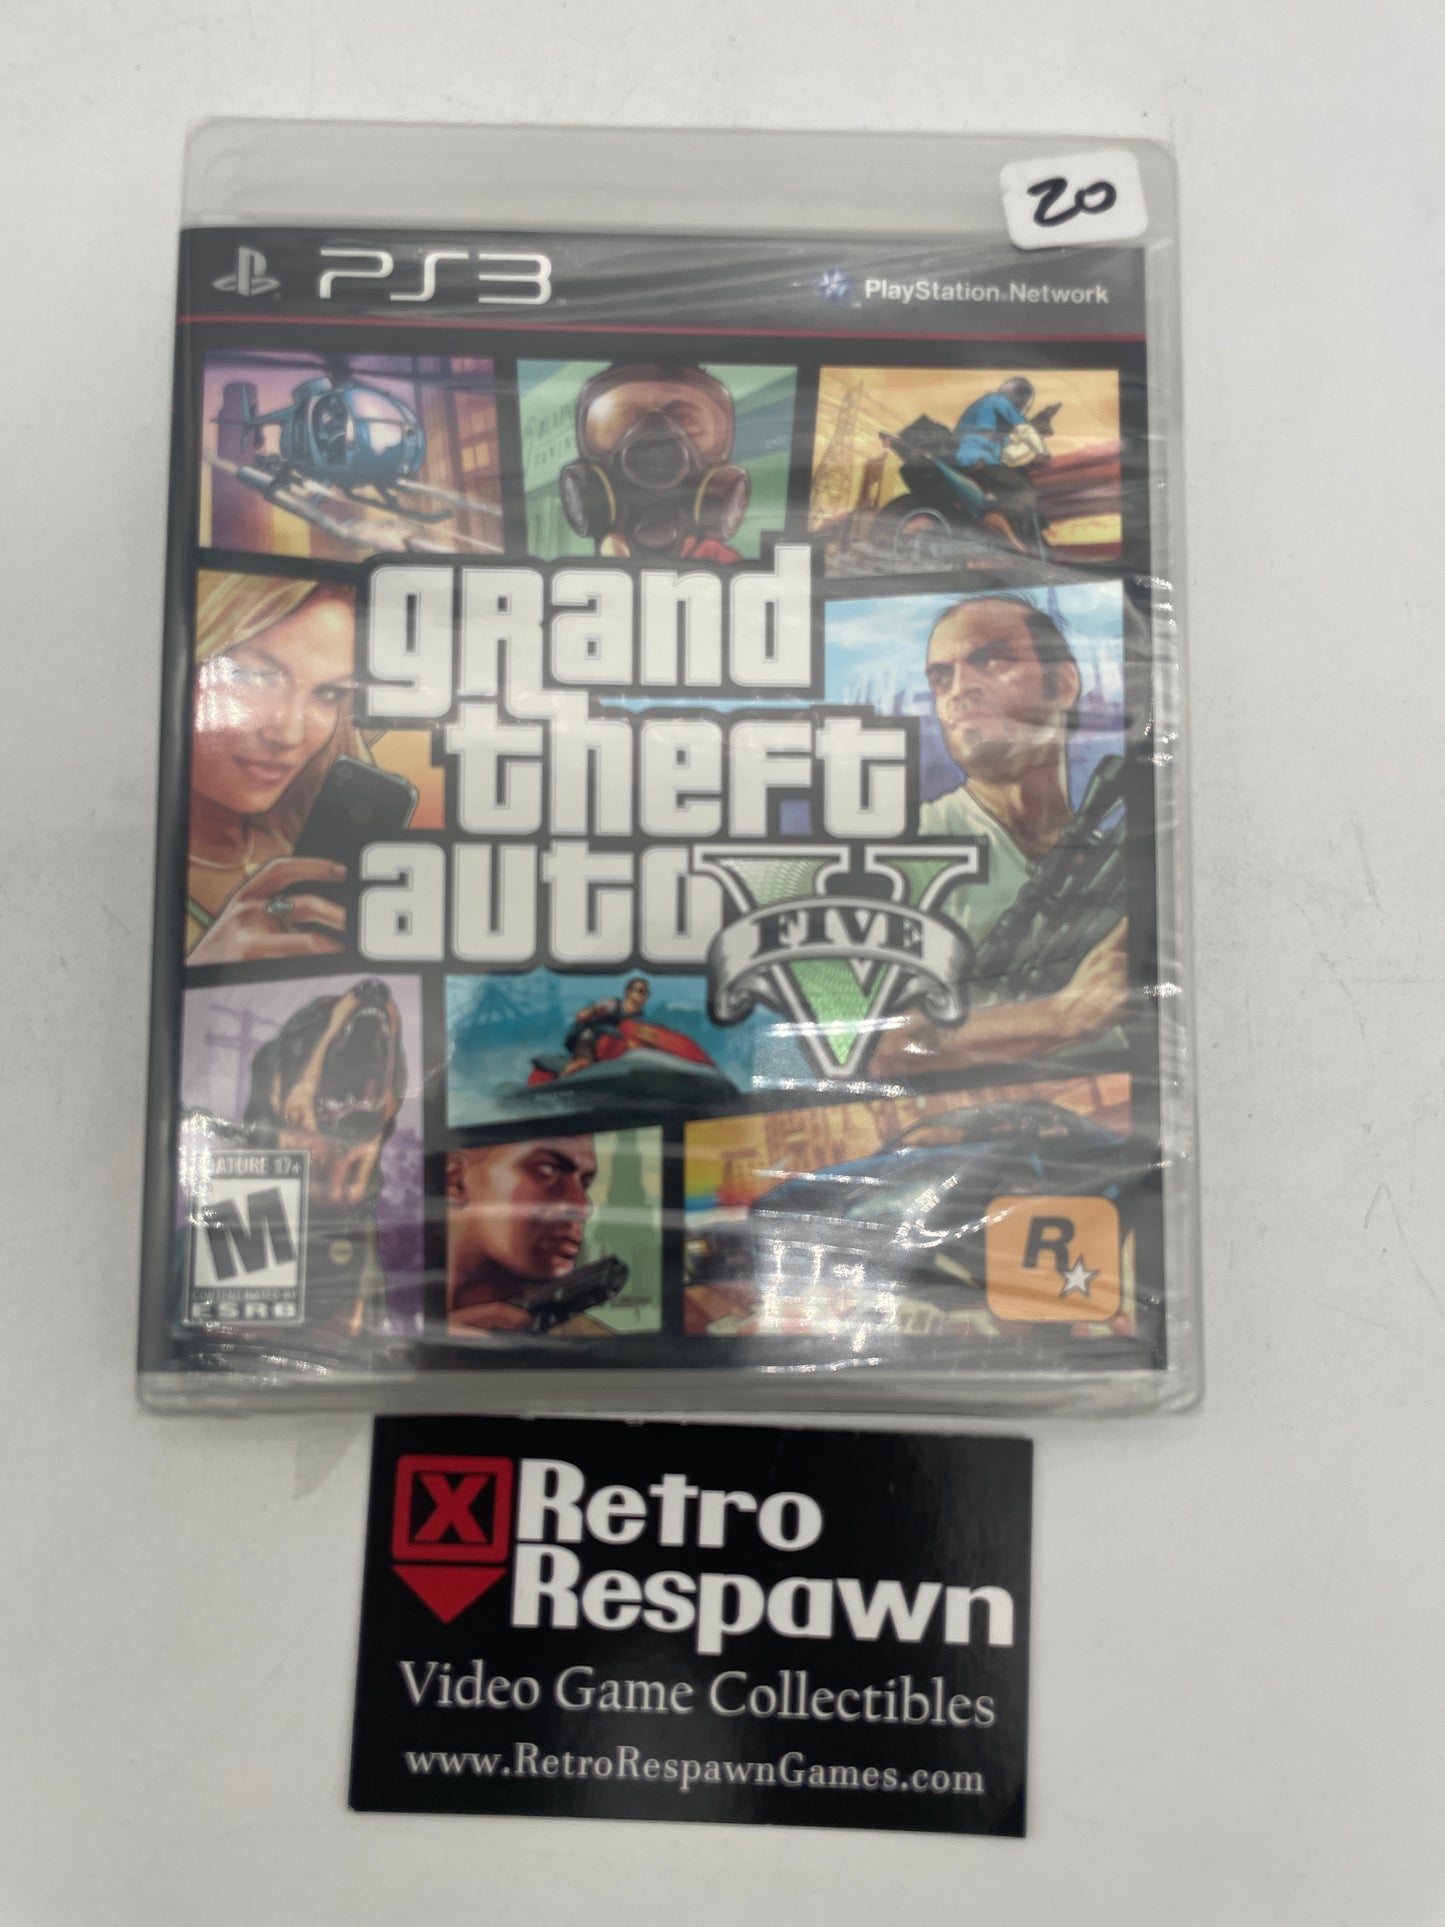 20
PS3
PlayStation Network
grand
theft
auto V
FIVE
MATURE 17+
M
CONTENT RATED BY
ESRB
R
X Retro
Respawn
Video Game Collectibles
www.RetroRespawnGames.com